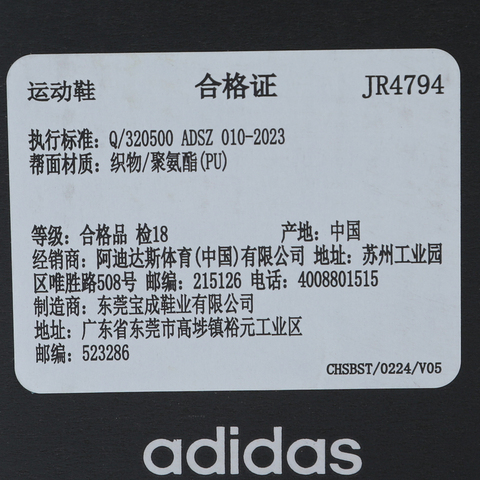 运动鞋 合格证 JR4794
执行标准: Q/320500 ADSZ 010-2023
帮面材质: 织物/聚氨酯(PU)
等级: 合格品 检18 产地: 中国
经销商: 阿迪达斯体育(中国)有限公司 地址: 苏州工业园
区唯胜路508号 邮编: 215126 电话: 4008801515
制造商: 东莞宝成鞋业有限公司
地址: 广东省东莞市高埗镇裕元工业区
邮编: 523286
CHSBST/0224/V05
adidas